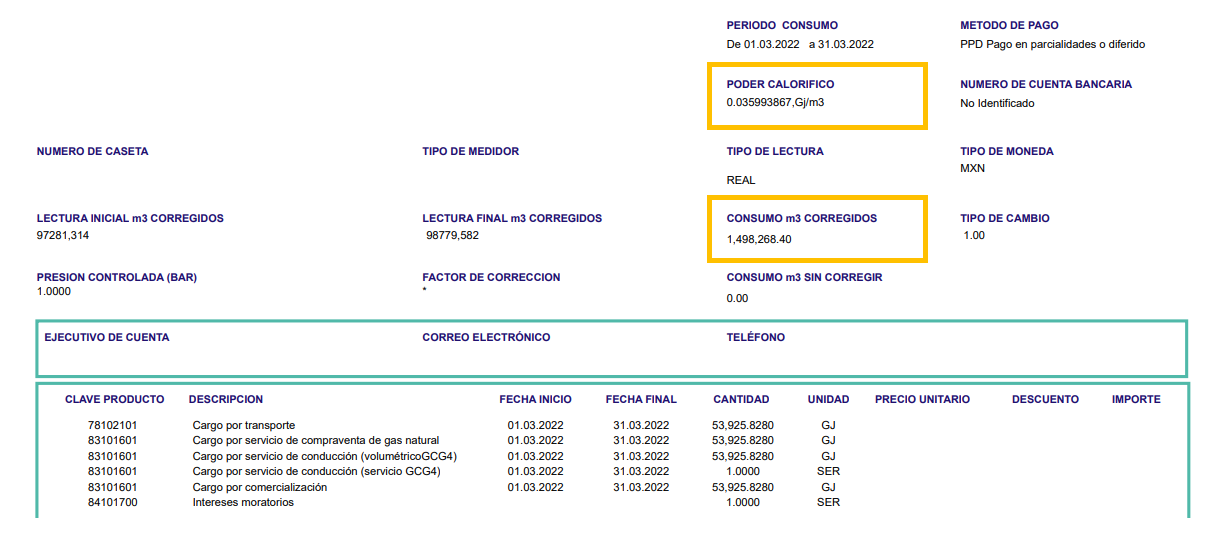 PERIODO CONSUMO METODO DE PAGO
De 01.03.2022 a 31.03.2022 PPD Pago en parcialidades o diferido
PODER CALORIFICO NUMERO DE CUENTA BANCARIA
0.035993867,Gj/m3 No Identificado
NUMERO DE CASETA TIPO DE MEDIDOR TIPO DE LECTURA TIPO DE MONEDA
MXN
REAL
LECTURA INICIAL m3 CORREGIDOS LECTURA FINAL m3 CORREGIDOS CONSUMO m3 CORREGIDOS TIPO DE CAMBIO
97281,314 98779,582 1,498,268.40 1.00
PRESION CONTROLADA (BAR) FACTOR DE CORRECCION CONSUMO m3 SIN CORREGIR
1.0000 * 0.00
EJECUTIVO DE CUENTA CORREO ELECTRÓNICO TELÉFONO
CLAVE PRODUCTO DESCRIPCION FECHA INICIO FECHA FINAL CANTIDAD UNIDAD PRECIO UNITARIO DESCUENTO IMPORTE
78102101 Cargo por transporte 01.03.2022 31.03.2022 53,925.8280 GJ
83101601 Cargo por servicio de compraventa de gas natural 01.03.2022 31.03.2022 53,925.8280 GJ
83101601 Cargo por servicio de conducción (volumétricoGCG4) 01.03.2022 31.03.2022 53,925.8280 GJ
83101601 Cargo por servicio de conducción (servicio GCG4) 01.03.2022 31.03.2022 1.0000 SER
83101601 Cargo por comercialización 01.03.2022 31.03.2022 53,925.8280 GJ
84101700 Intereses moratorios 1.0000 SER